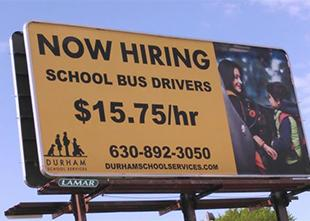 NOW HIRING
SCHOOL BUS DRIVERS
$15.75/hr
DURHAM
SCHOOL SERVICES
630-892-3050
DURHAMSCHOOLSERVICES.COM
LAMAR